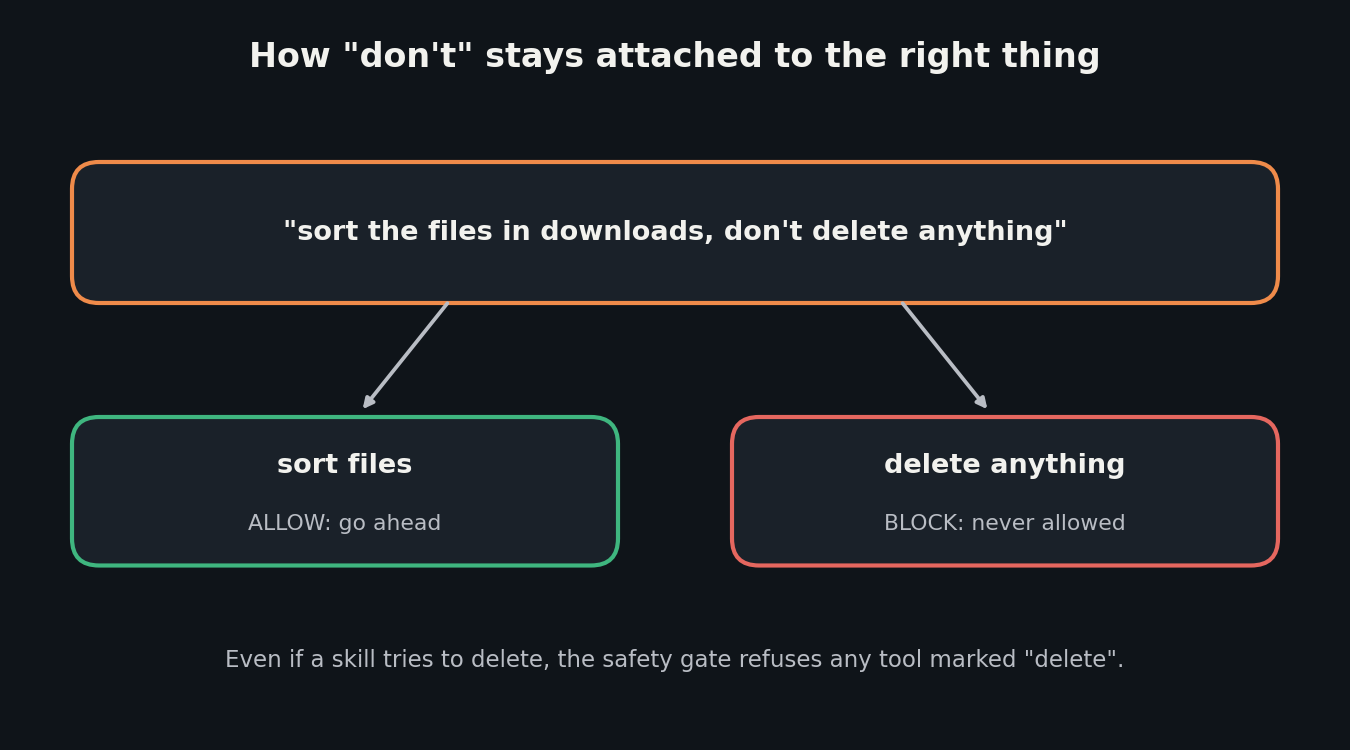 How "don't" stays attached to the right thing
"sort the files in downloads, don't delete anything"
sort files
ALLOW: go ahead
delete anything
BLOCK: never allowed
Even if a skill tries to delete, the safety gate refuses any tool marked "delete".